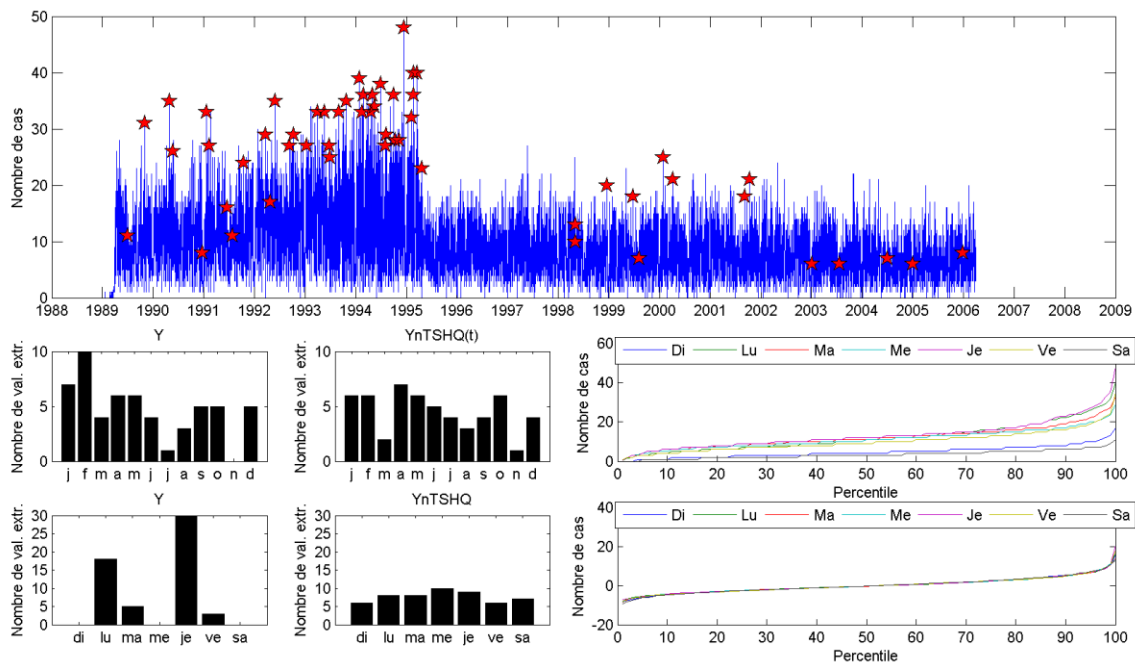 50
40
30
20
10
0
Nombre de cas
1988 1989 1990 1991 1992 1993 1994 1995 1996 1997 1998 1999 2000 2001 2002 2003 2004 2005 2006 2007 2008 2009
Y
10
5
0
Nombre de val. extr.
j f m a m j j a s o n d
YnTSHQ(t)
10
5
0
Nombre de val. extr.
j f m a m j j a s o n d
60
40
20
0
Nombre de cas
Di Lu Ma Me Je Ve Sa
10 20 30 40 50 60 70 80 90 100
Percentile
Y
30
25
20
15
10
5
0
Nombre de val. extr.
di lu ma me je ve sa
YnTSHQ
30
25
20
15
10
5
0
Nombre de val. extr.
di lu ma me je ve sa
40
20
0
-20
Nombre de cas
Di Lu Ma Me Je Ve Sa
10 20 30 40 50 60 70 80 90 100
Percentile